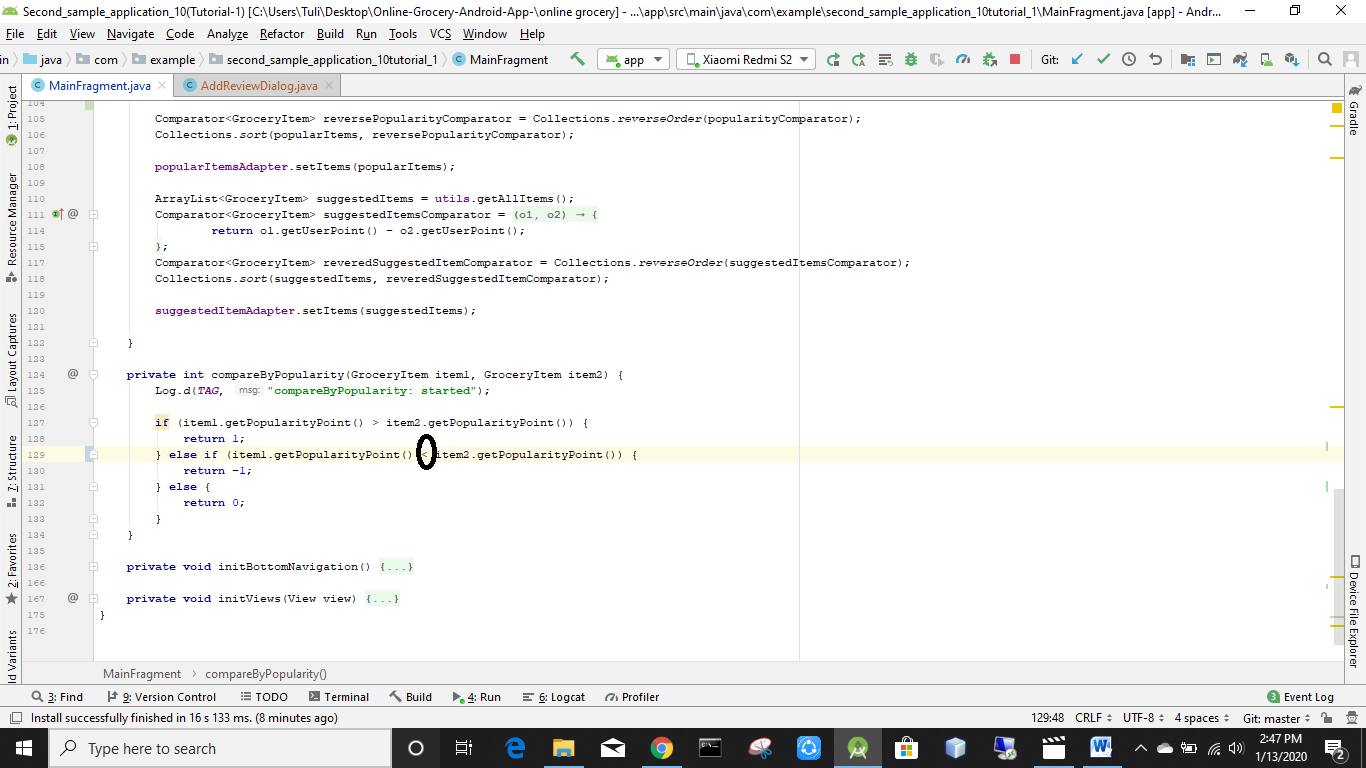 Second_sample_application_10(Tutorial-1) [C:\Users\Tuli\Desktop\Online-Grocery-Android-App-\online grocery] - ...\app\src\main\java\com\example\second_sample_application_10tutorial_1\MainFragment.java [app] - Andr...
File Edit View Navigate Code Analyze Refactor Build Run Tools VCS Window Help
in java com example second_sample_application_10tutorial_1 MainFragment app Xiaomi Redmi S2 Git:
MainFragment.java AddReviewDialog.java
104
105 Comparator<GroceryItem> reversePopularityComparator = Collections.reverseOrder(popularityComparator);
106 Collections.sort(popularItems, reversePopularityComparator);
107
108 popularItemsAdapter.setItems(popularItems);
109
110 ArrayList<GroceryItem> suggestedItems = utils.getAllItems();
111 @ Comparator<GroceryItem> suggestedItemsComparator = (o1, o2) → {
114 return o1.getUserPoint() - o2.getUserPoint();
115 };
117 Comparator<GroceryItem> reveredSuggestedItemComparator = Collections.reverseOrder(suggestedItemsComparator);
118 Collections.sort(suggestedItems, reveredSuggestedItemComparator);
119
120 suggestedItemAdapter.setItems(suggestedItems);
121
122 }
123
124 @ private int compareByPopularity(GroceryItem item1, GroceryItem item2) {
125 Log.d(TAG, msg: "compareByPopularity: started");
126
127 if (item1.getPopularityPoint() > item2.getPopularityPoint()) {
128 return 1;
129 } else if (item1.getPopularityPoint() < item2.getPopularityPoint()) {
130 return -1;
131 } else {
132 return 0;
133 }
134 }
135
136 private void initBottomNavigation() {...}
166
167 @ private void initViews(View view) {...}
175 }
176
1: Project
Resource Manager
Layout Captures
7: Structure
2: Favorites
ld Variants
Gradle
Device File Explorer
MainFragment > compareByPopularity()
3: Find 9: Version Control TODO Terminal Build 4: Run 6: Logcat Profiler 3 Event Log
Install successfully finished in 16 s 133 ms. (8 minutes ago) 129:48 CRLF UTF-8 4 spaces Git: master
Type here to search
2:47 PM
1/13/2020
2